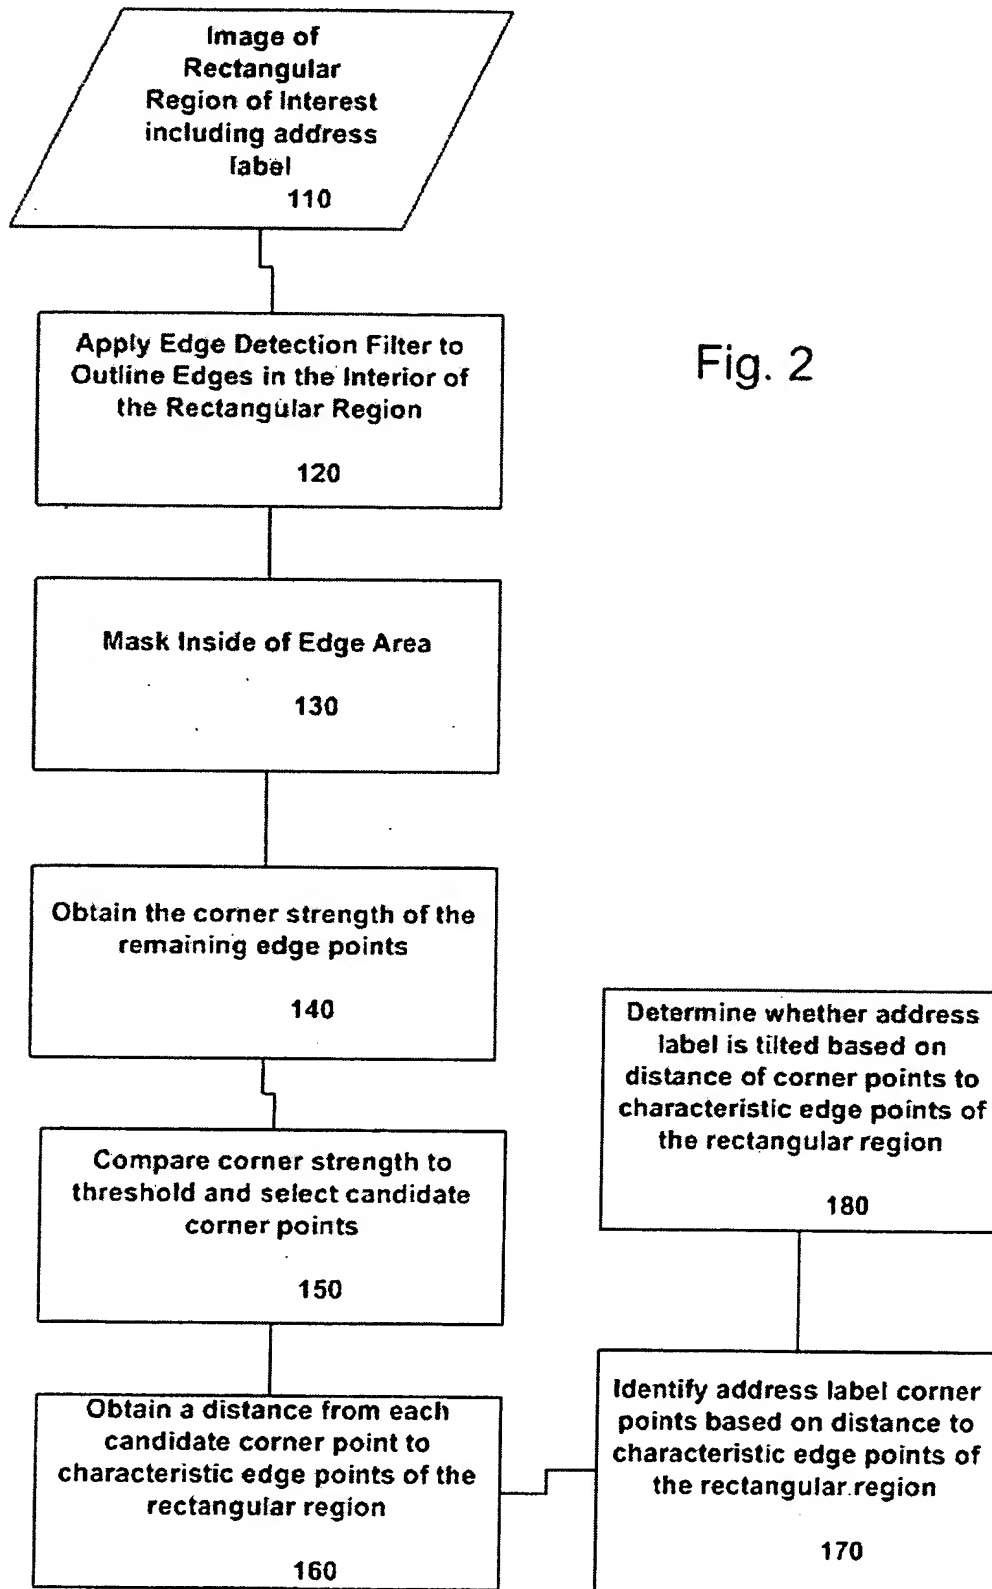 Image of
Rectangular
Region of Interest
including address
label
110
Apply Edge Detection Filter to
Outline Edges in the Interior of
the Rectangular Region
120
Fig. 2
Mask Inside of Edge Area
130
Obtain the corner strength of the
remaining edge points
140
Compare corner strength to
threshold and select candidate
corner points
150
Obtain a distance from each
candidate corner point to
characteristic edge points of the
rectangular region
160
Identify address label corner
points based on distance to
characteristic edge points of
the rectangular region
170
Determine whether address
label is tilted based on
distance of corner points to
characteristic edge points of
the rectangular region
180